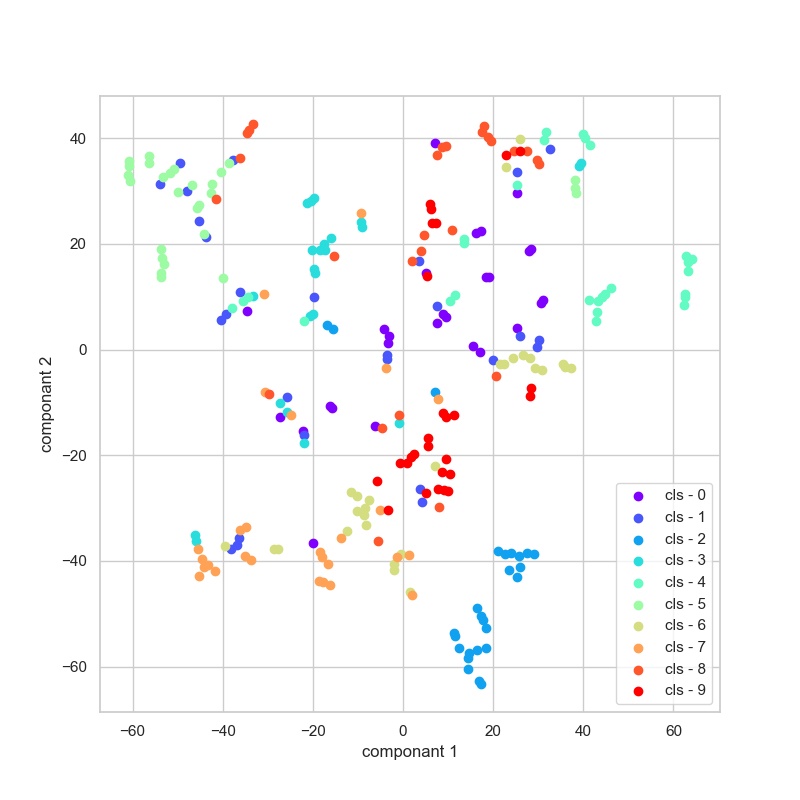 40
20
0
−20
−40
−60
componant 2
−60
−40
−20
0
20
40
60
componant 1
cls - 0
cls - 1
cls - 2
cls - 3
cls - 4
cls - 5
cls - 6
cls - 7
cls - 8
cls - 9